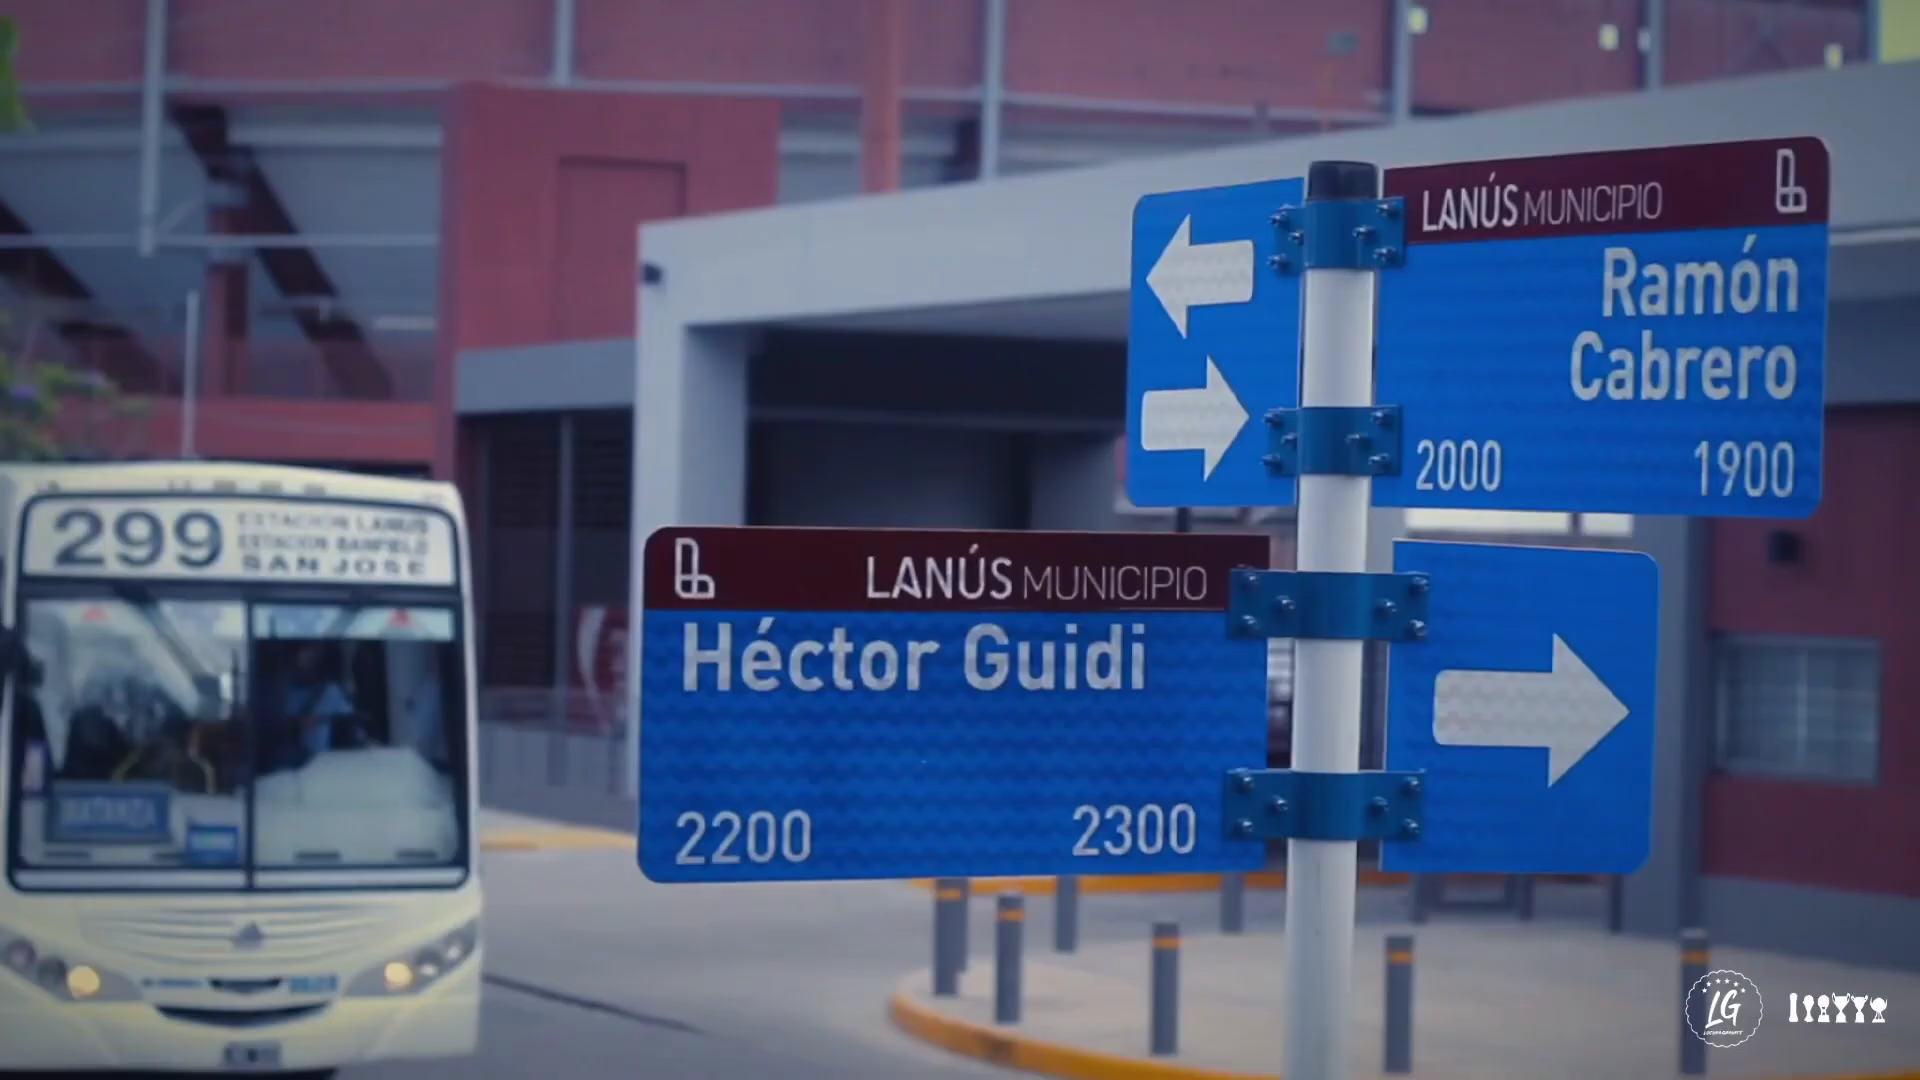 LANÚS MUNICIPIO
Ramón
Cabrero
2000 1900
299
ESTACION LANUS
ESTACION BANFIELD
SAN JOSE
LANÚS MUNICIPIO
Héctor Guidi
2200 2300
LG